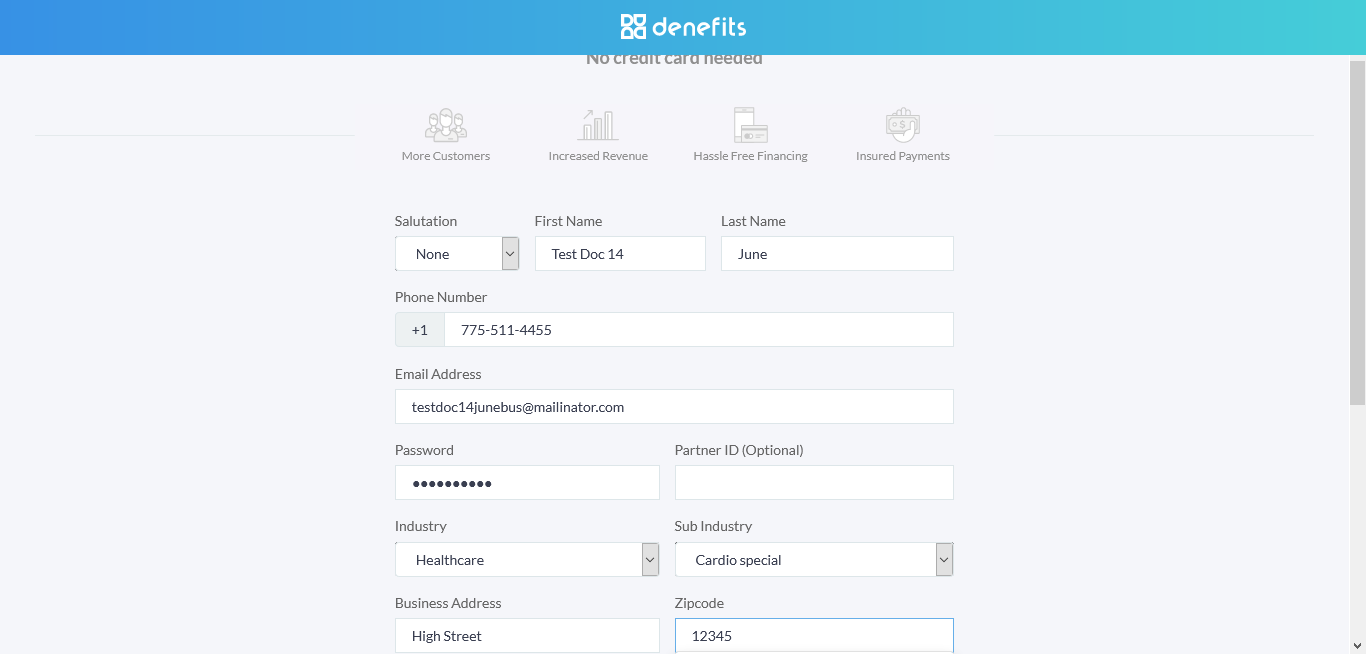 denefits
No credit card needed
More Customers
Increased Revenue
Hassle Free Financing
Insured Payments
Salutation
First Name
Last Name
None
Test Doc 14
June
Phone Number
+1
775-511-4455
Email Address
testdoc14junebus@mailinator.com
Password
Partner ID (Optional)
••••••••••
Industry
Sub Industry
Healthcare
Cardio special
Business Address
Zipcode
High Street
12345